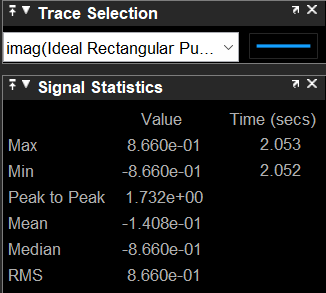 Trace Selection
imag(Ideal Rectangular Pu...
Signal Statistics
Value Time (secs)
Max 8.660e-01 2.053
Min -8.660e-01 2.052
Peak to Peak 1.732e+00
Mean -1.408e-01
Median -8.660e-01
RMS 8.660e-01